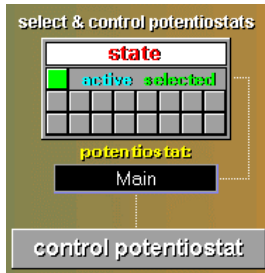 select & control potentiostats
state
active selected
potentiostat:
Main
control potentiostat